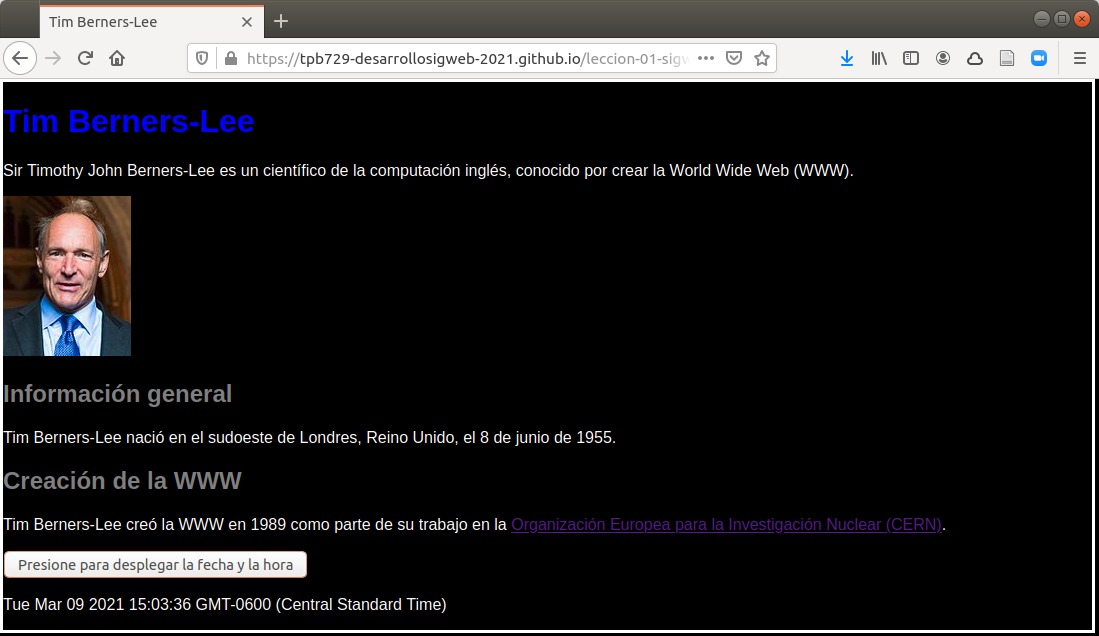 Tim Berners-Lee
https://tpb729-desarrollosigweb-2021.github.io/leccion-01-sigw
Tim Berners-Lee
Sir Timothy John Berners-Lee es un científico de la computación inglés, conocido por crear la World Wide Web (WWW).
Información general
Tim Berners-Lee nació en el sudoeste de Londres, Reino Unido, el 8 de junio de 1955.
Creación de la WWW
Tim Berners-Lee creó la WWW en 1989 como parte de su trabajo en la Organización Europea para la Investigación Nuclear (CERN).
Presione para desplegar la fecha y la hora
Tue Mar 09 2021 15:03:36 GMT-0600 (Central Standard Time)